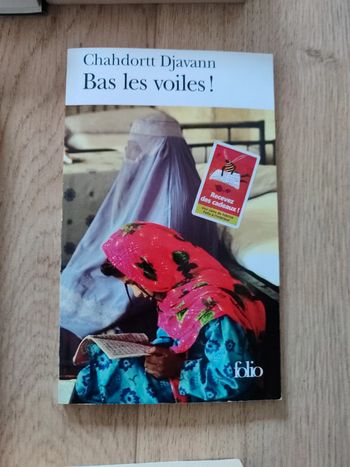 Chahdortt Djavann
Bas les voiles !
Recevez
des cadeaux !
folio